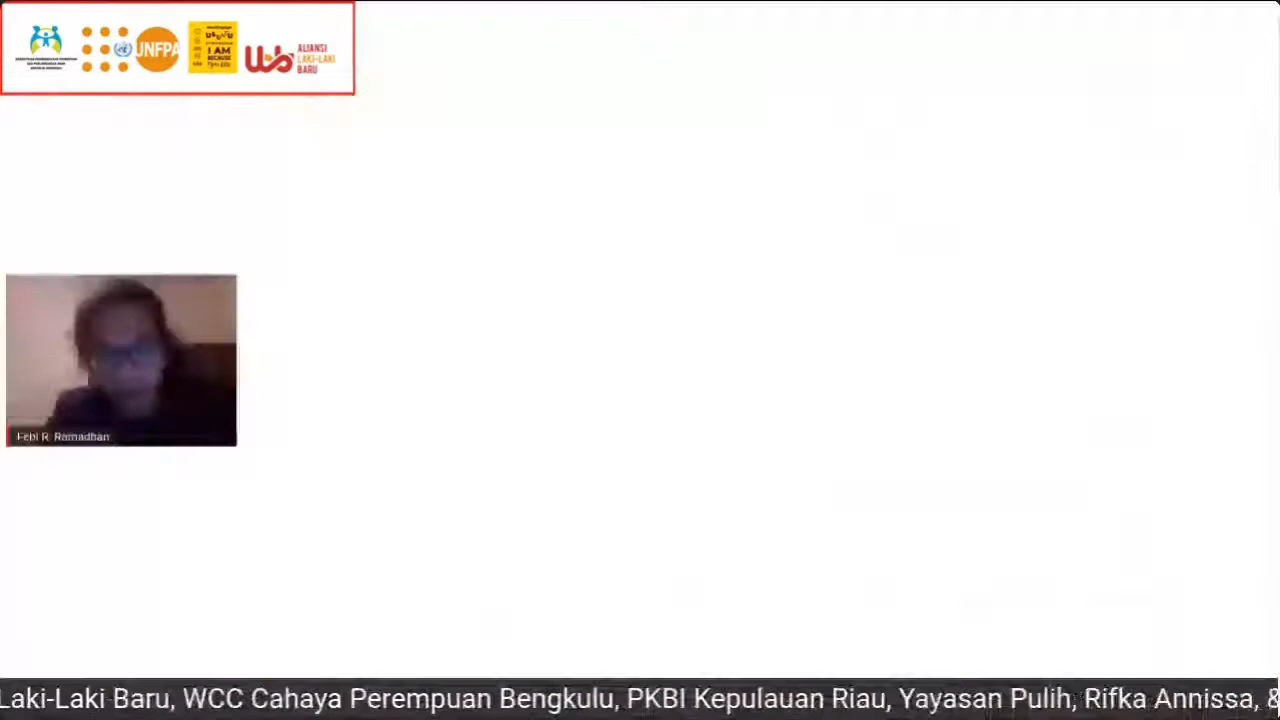 UNFPA
I AM
BECAUSE
ALIANSI
LAKI-LAKI
BARU
Febi R. Ramadhan
Laki-Laki Baru, WCC Cahaya Perempuan Bengkulu, PKBI Kepulauan Riau, Yayasan Pulih, Rifka Annissa, &